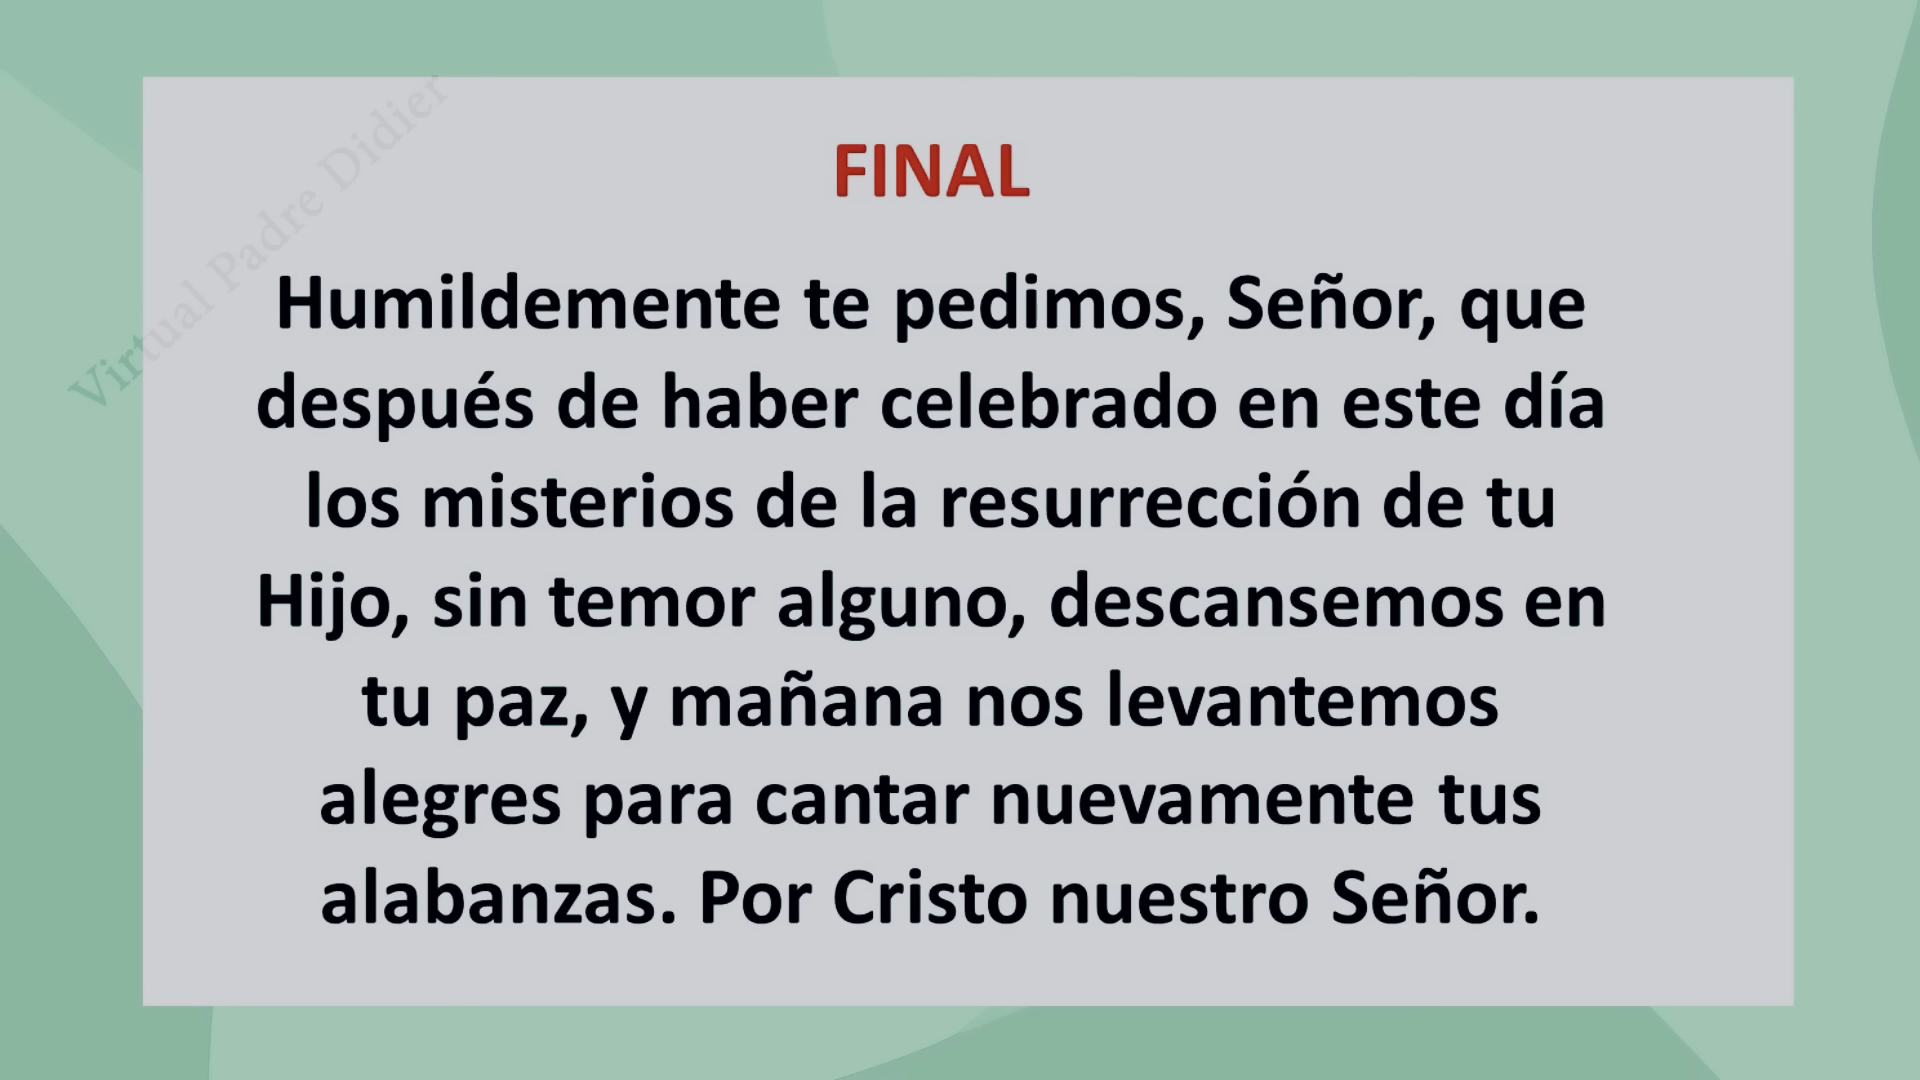 Virtual Padre Didier
FINAL
Humildemente te pedimos, Señor, que
después de haber celebrado en este día
los misterios de la resurrección de tu
Hijo, sin temor alguno, descansemos en
tu paz, y mañana nos levantemos
alegres para cantar nuevamente tus
alabanzas. Por Cristo nuestro Señor.